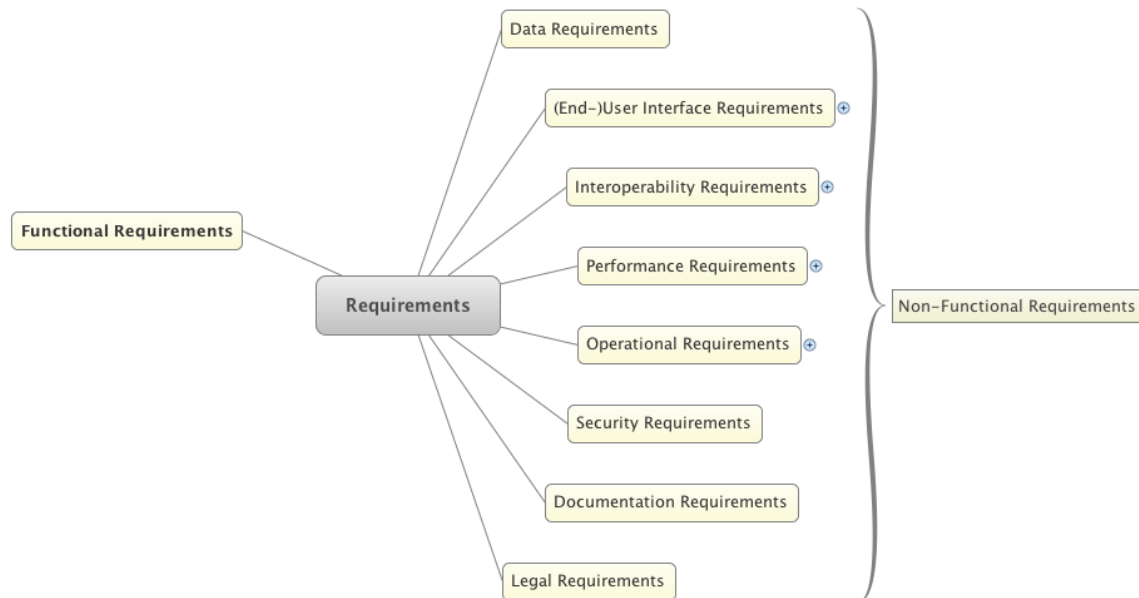 Data Requirements
(End-)User Interface Requirements
Interoperability Requirements
Functional Requirements
Performance Requirements
Requirements
Non-Functional Requirements
Operational Requirements
Security Requirements
Documentation Requirements
Legal Requirements